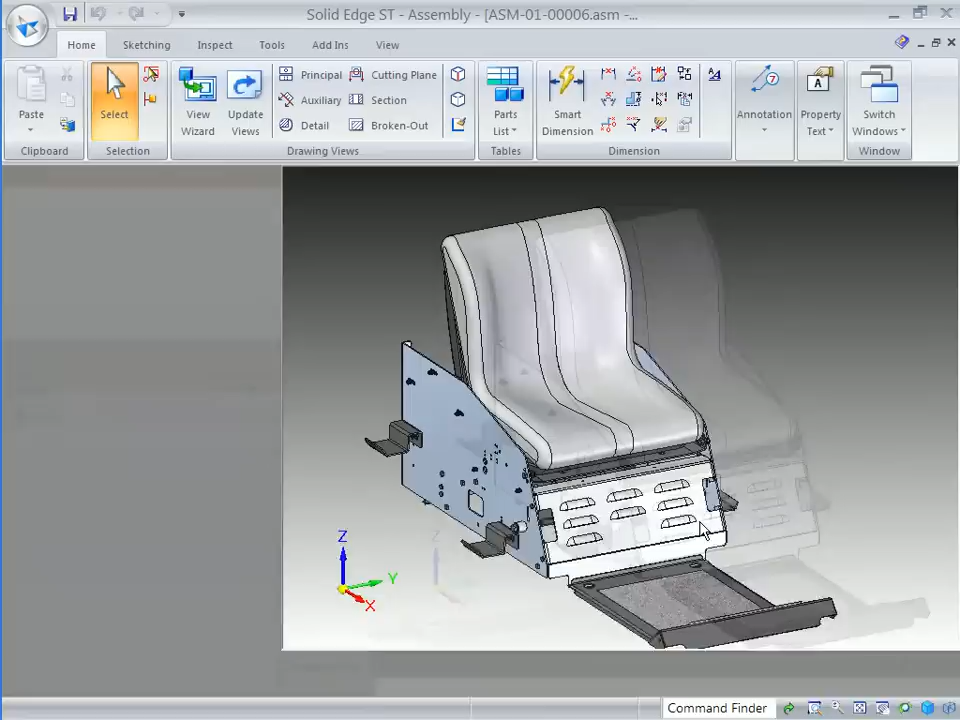 Solid Edge ST - Assembly - [ASM-01-00006.asm -...
Home Sketching Inspect Tools Add Ins View
Paste
Clipboard
Select
Selection
View Wizard
Update Views
Principal
Auxiliary
Detail
Cutting Plane
Section
Broken-Out
Drawing Views
Parts List
Tables
Smart Dimension
Dimension
Annotation
Property Text
Switch Windows
Window
Z
Y
X
Z
Command Finder